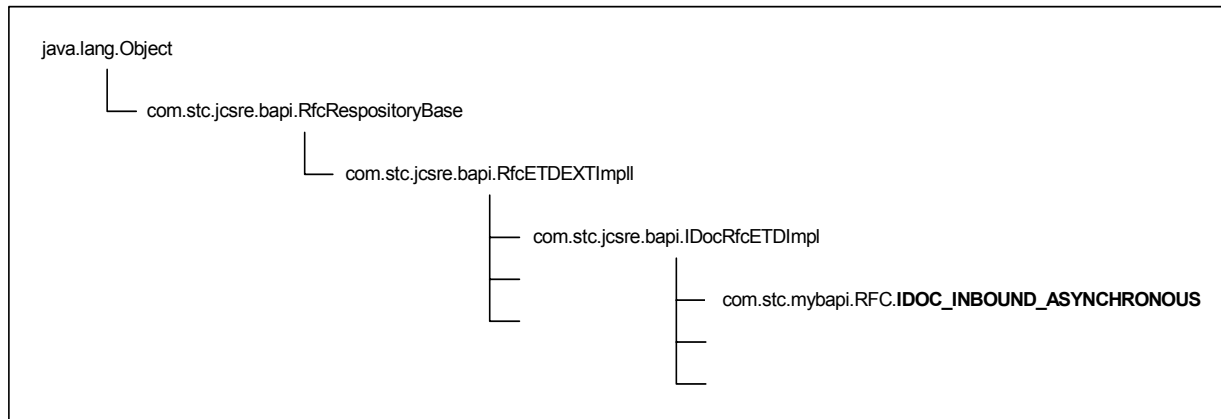 java.lang.Object
com.stc.jcsre.bapi.RfcRespositoryBase
com.stc.jcsre.bapi.RfcETDEXTImpll
com.stc.jcsre.bapi.IDocRfcETDImpl
com.stc.mybapi.RFC.IDOC_INBOUND_ASYNCHRONOUS